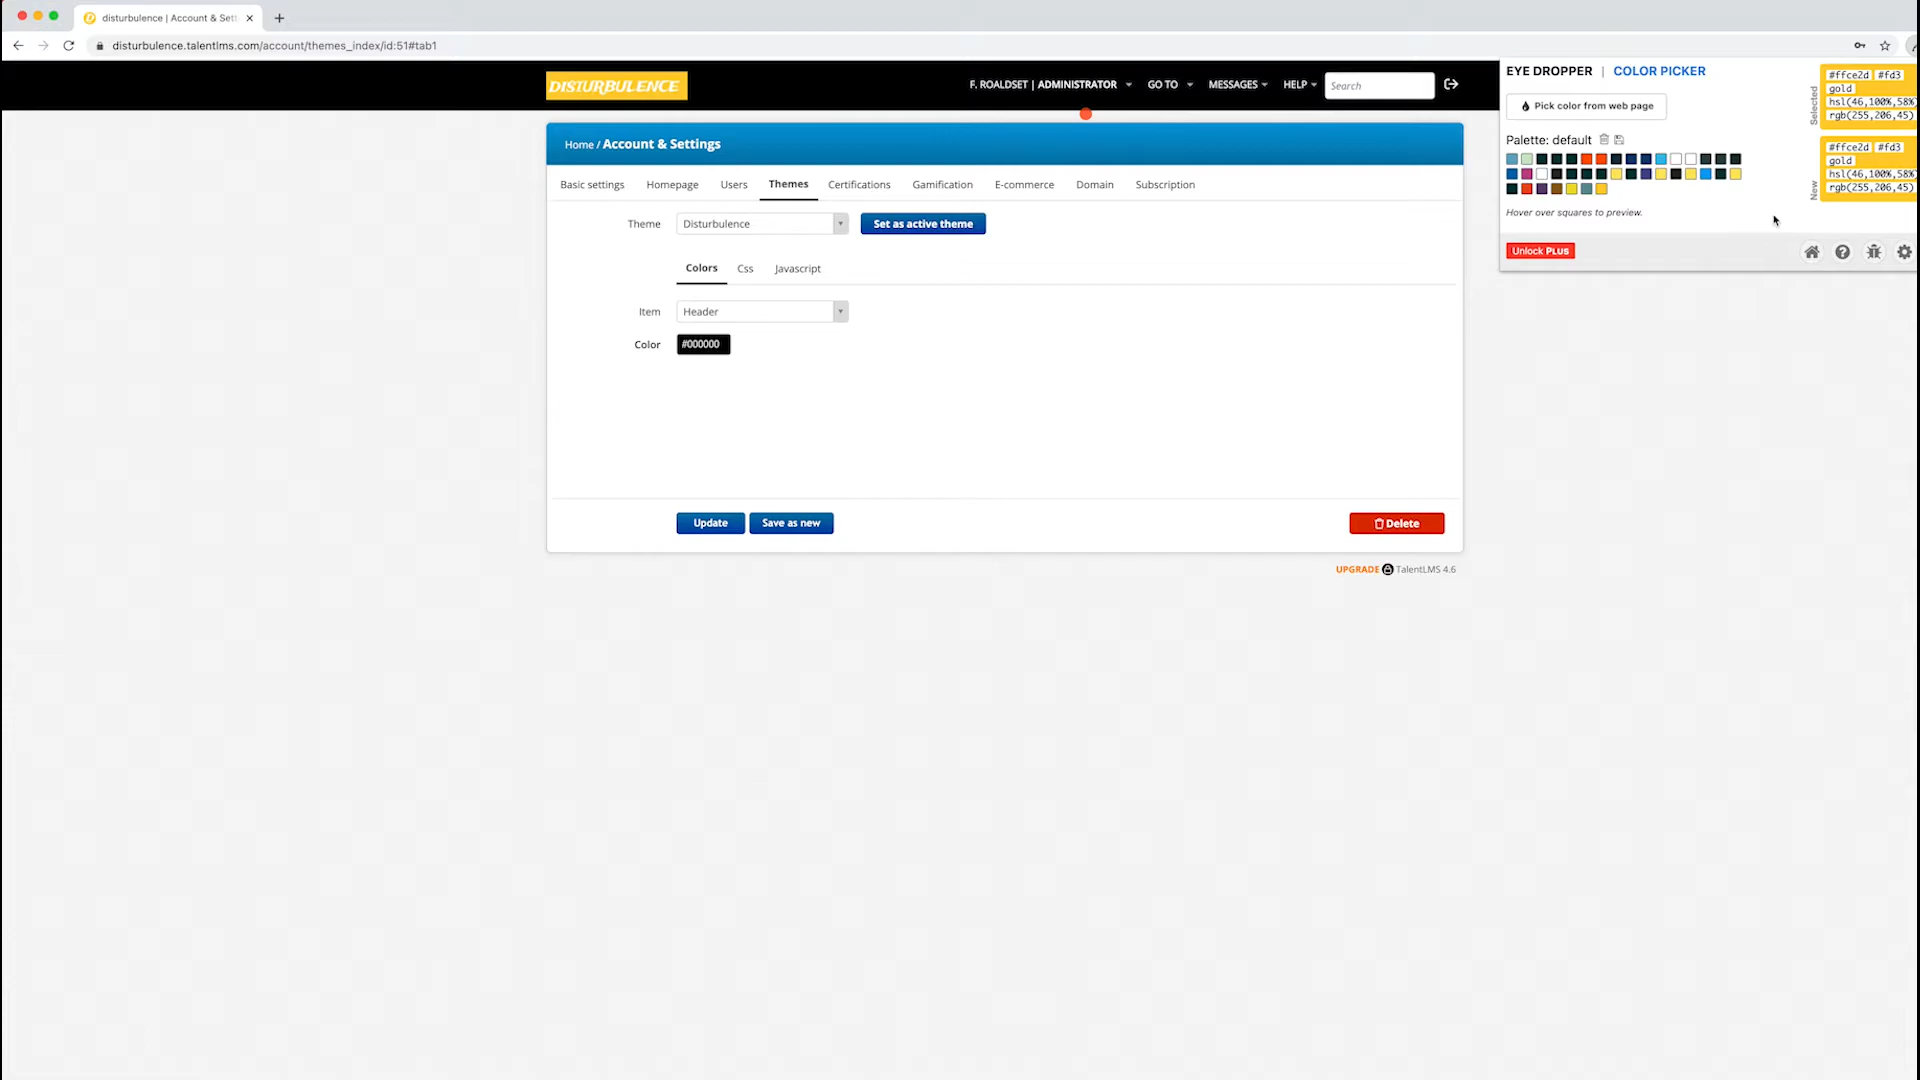 disturbulence | Account & Sett
disturbulence.talentlms.com/account/themes_index/id:51#tab1
DISTURBULENCE
F. ROALDSET | ADMINISTRATOR
GO TO
MESSAGES
HELP
Search
Home / Account & Settings
Basic settings
Homepage
Users
Themes
Certifications
Gamification
E-commerce
Domain
Subscription
Theme
Disturbulence
Set as active theme
Colors
Css
Javascript
Item
Header
Color
#000000
Update
Save as new
Delete
UPGRADE TalentLMS 4.6
EYE DROPPER | COLOR PICKER
Pick color from web page
Palette: default
Hover over squares to preview.
Unlock PLUS
Selected
#ffce2d #fd3
gold
hsl(46,100%,58%)
rgb(255,206,45)
New
#ffce2d #fd3
gold
hsl(46,100%,58%)
rgb(255,206,45)